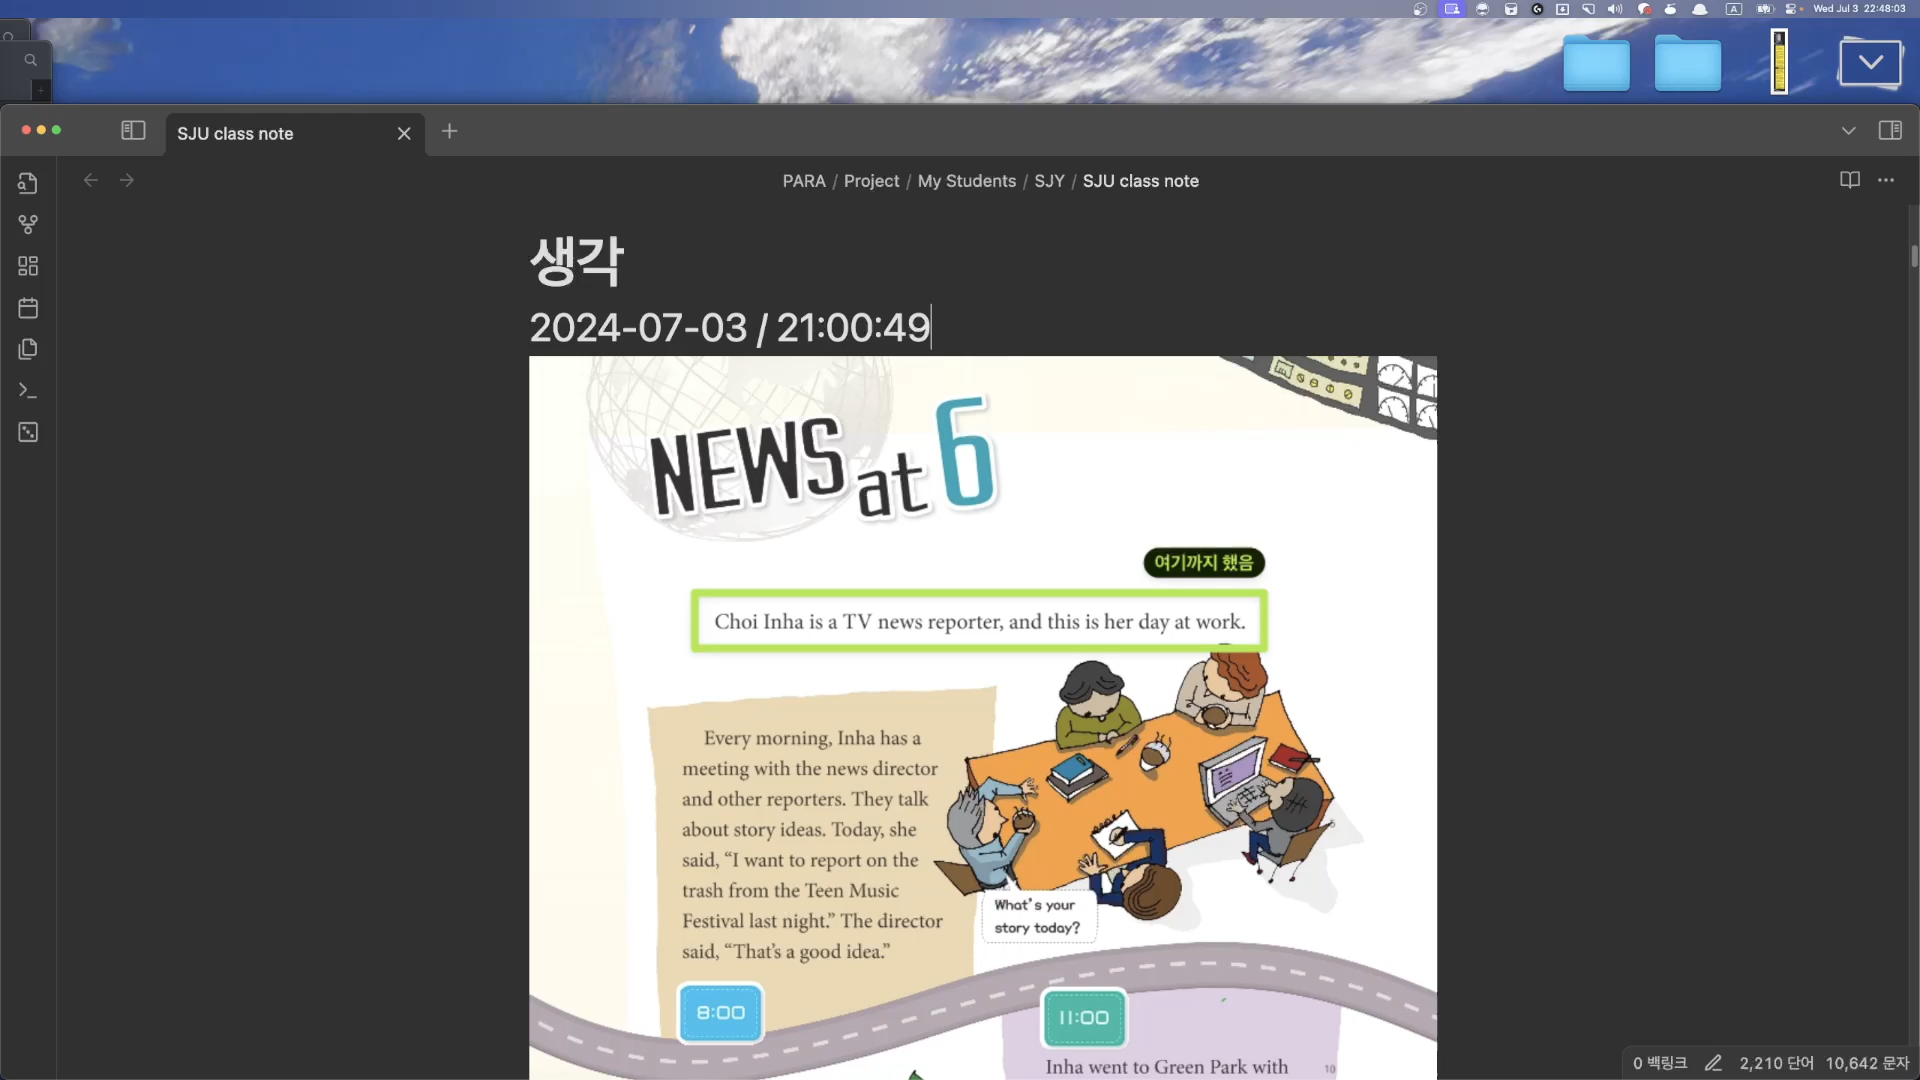 Wed Jul 3 22:48:03
SJU class note
PARA / Project / My Students / SJY / SJU class note
생각
2024-07-03 / 21:00:49
NEWS at 6
여기까지 했음
Choi Inha is a TV news reporter, and this is her day at work.
Every morning, Inha has a
meeting with the news director
and other reporters. They talk
about story ideas. Today, she
said, “I want to report on the
trash from the Teen Music
Festival last night.” The director
said, “That’s a good idea.”
What’s your
story today?
8:00
11:00
Inha went to Green Park with
10
0 백링크 2,210 단어 10,642 문자